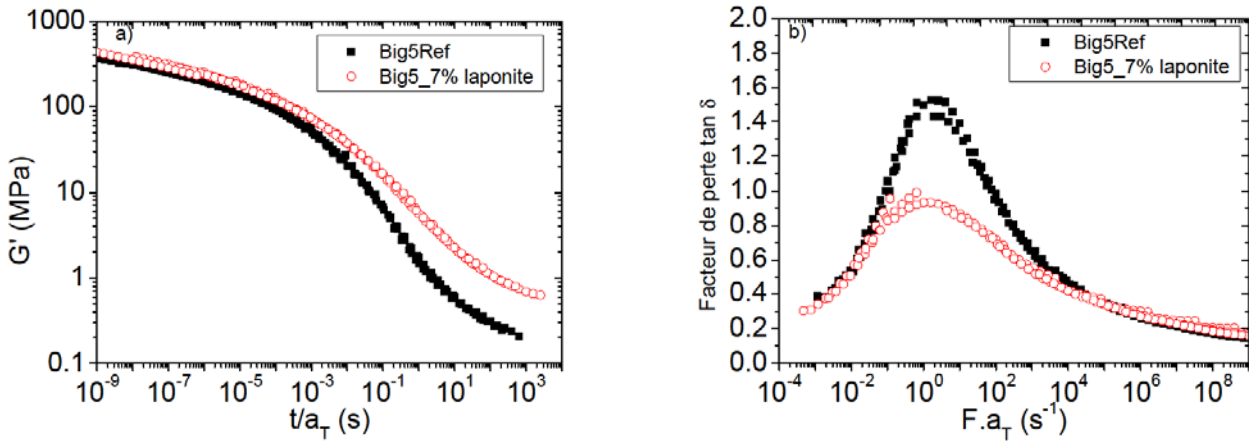 a)
Big5Ref
Big5_7% laponite
1000
100
10
1
0.1
G' (MPa)
10⁻⁹ 10⁻⁷ 10⁻⁵ 10⁻³ 10⁻¹ 10¹ 10³
t/a_T (s)
b)
Big5Ref
Big5_7% laponite
2.0
1.8
1.6
1.4
1.2
1.0
0.8
0.6
0.4
0.2
0.0
Facteur de perte tan δ
10⁻⁴ 10⁻² 10⁰ 10² 10⁴ 10⁶ 10⁸
F.a_T (s⁻¹)